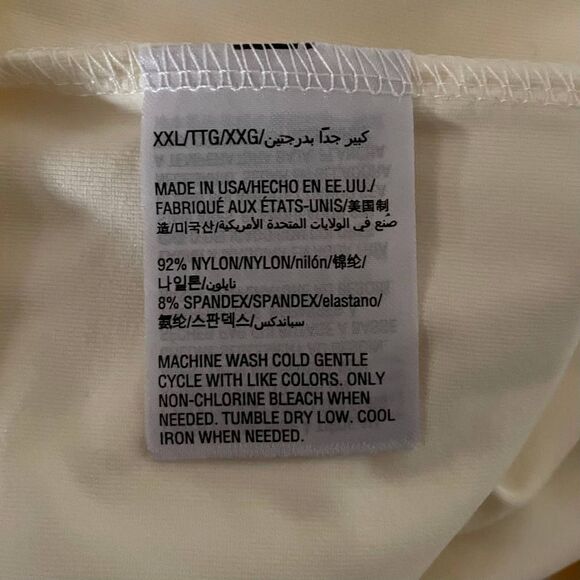 XXL/TTG/XXG/كبير جدًا بدرجتين
MADE IN USA/HECHO EN EE.UU./
FABRIQUÉ AUX ÉTATS-UNIS/美国制
造/미국산/صُنع في الولايات المتحدة الأمريكية
92% NYLON/NYLON/nilón/锦纶/
나일론/نايلون
8% SPANDEX/SPANDEX/elastano/
氨纶/스판덱스/سباندكس
MACHINE WASH COLD GENTLE
CYCLE WITH LIKE COLORS. ONLY
NON-CHLORINE BLEACH WHEN
NEEDED. TUMBLE DRY LOW. COOL
IRON WHEN NEEDED.